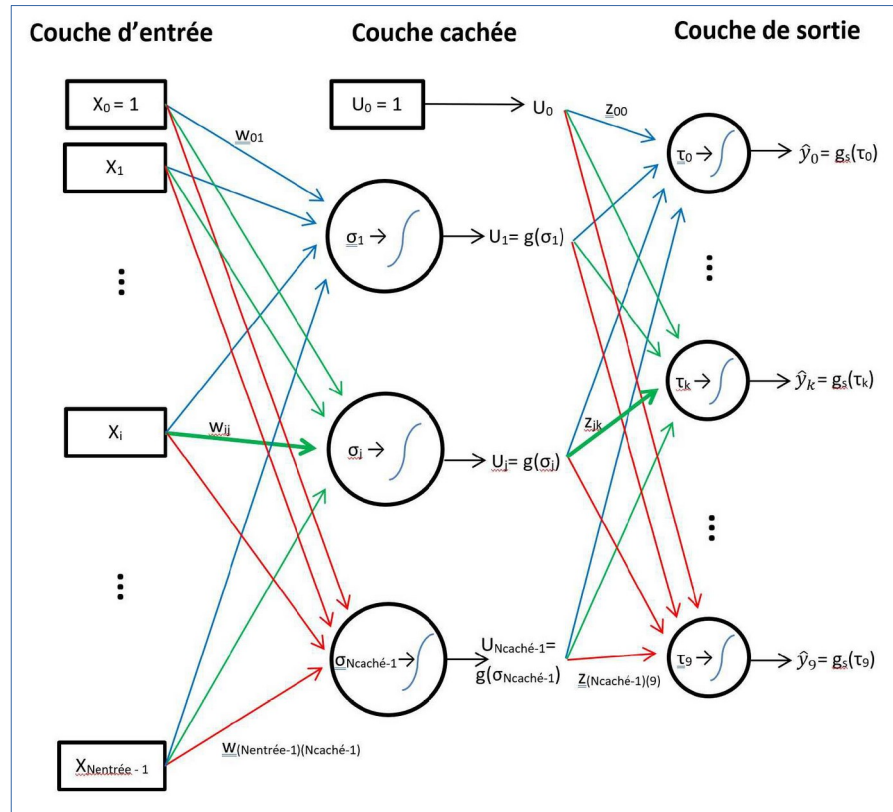 Couche d'entrée
Couche cachée
Couche de sortie
X₀ = 1
U₀ = 1
U₀
z₀₀
w₀₁
τ₀ →
ŷ₀ = gₛ(τ₀)
X₁
σ₁ →
U₁ = g(σ₁)
⋮
⋮
τₖ →
ŷₖ = gₛ(τₖ)
Xᵢ
wᵢⱼ
σⱼ →
Uⱼ = g(σⱼ)
zⱼₖ
⋮
⋮
σNcaché-1 →
UNcaché-1 =
g(σNcaché-1)
z(Ncaché-1)(9)
τ₉ →
ŷ₉ = gₛ(τ₉)
w(Nentrée-1)(Ncaché-1)
XNentrée - 1